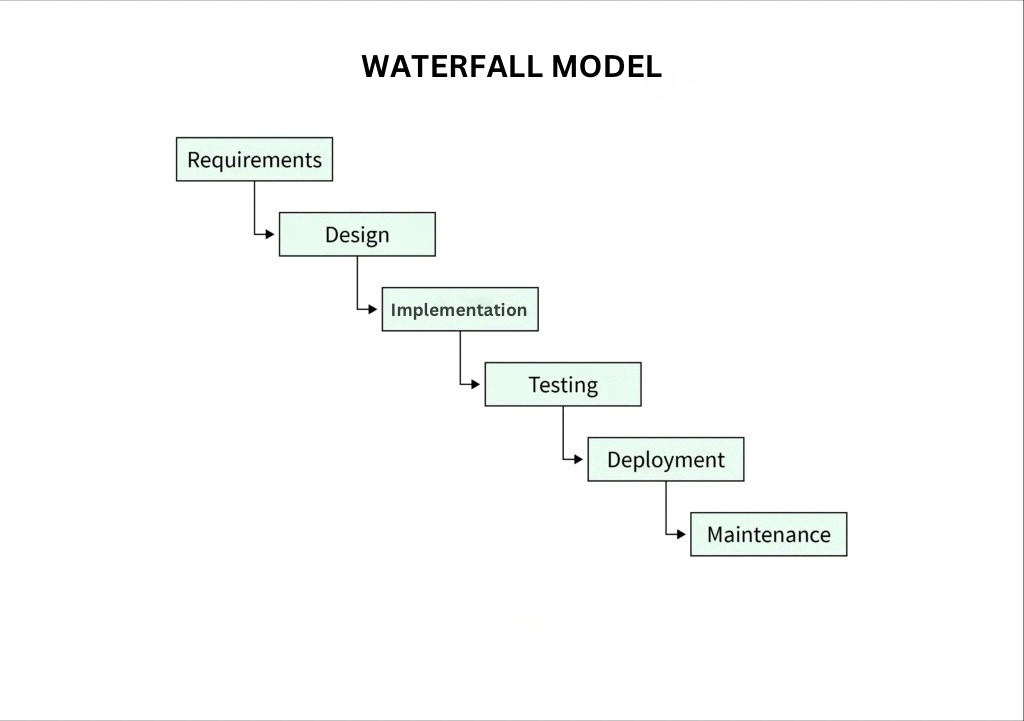 WATERFALL MODEL
Requirements
Design
Implementation
Testing
Deployment
Maintenance